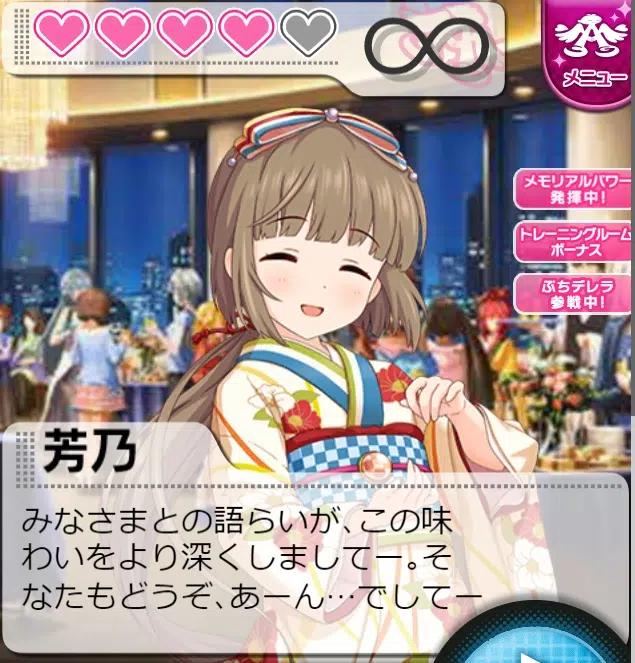 メニュー
メモリアルパワー
発揮中!
トレーニングルーム
ボーナス
ぷちデレラ
参戦中!
芳乃
みなさまとの語らいが、この味
わいをより深くしましてー。そ
なたもどうぞ、あーん…でしてー